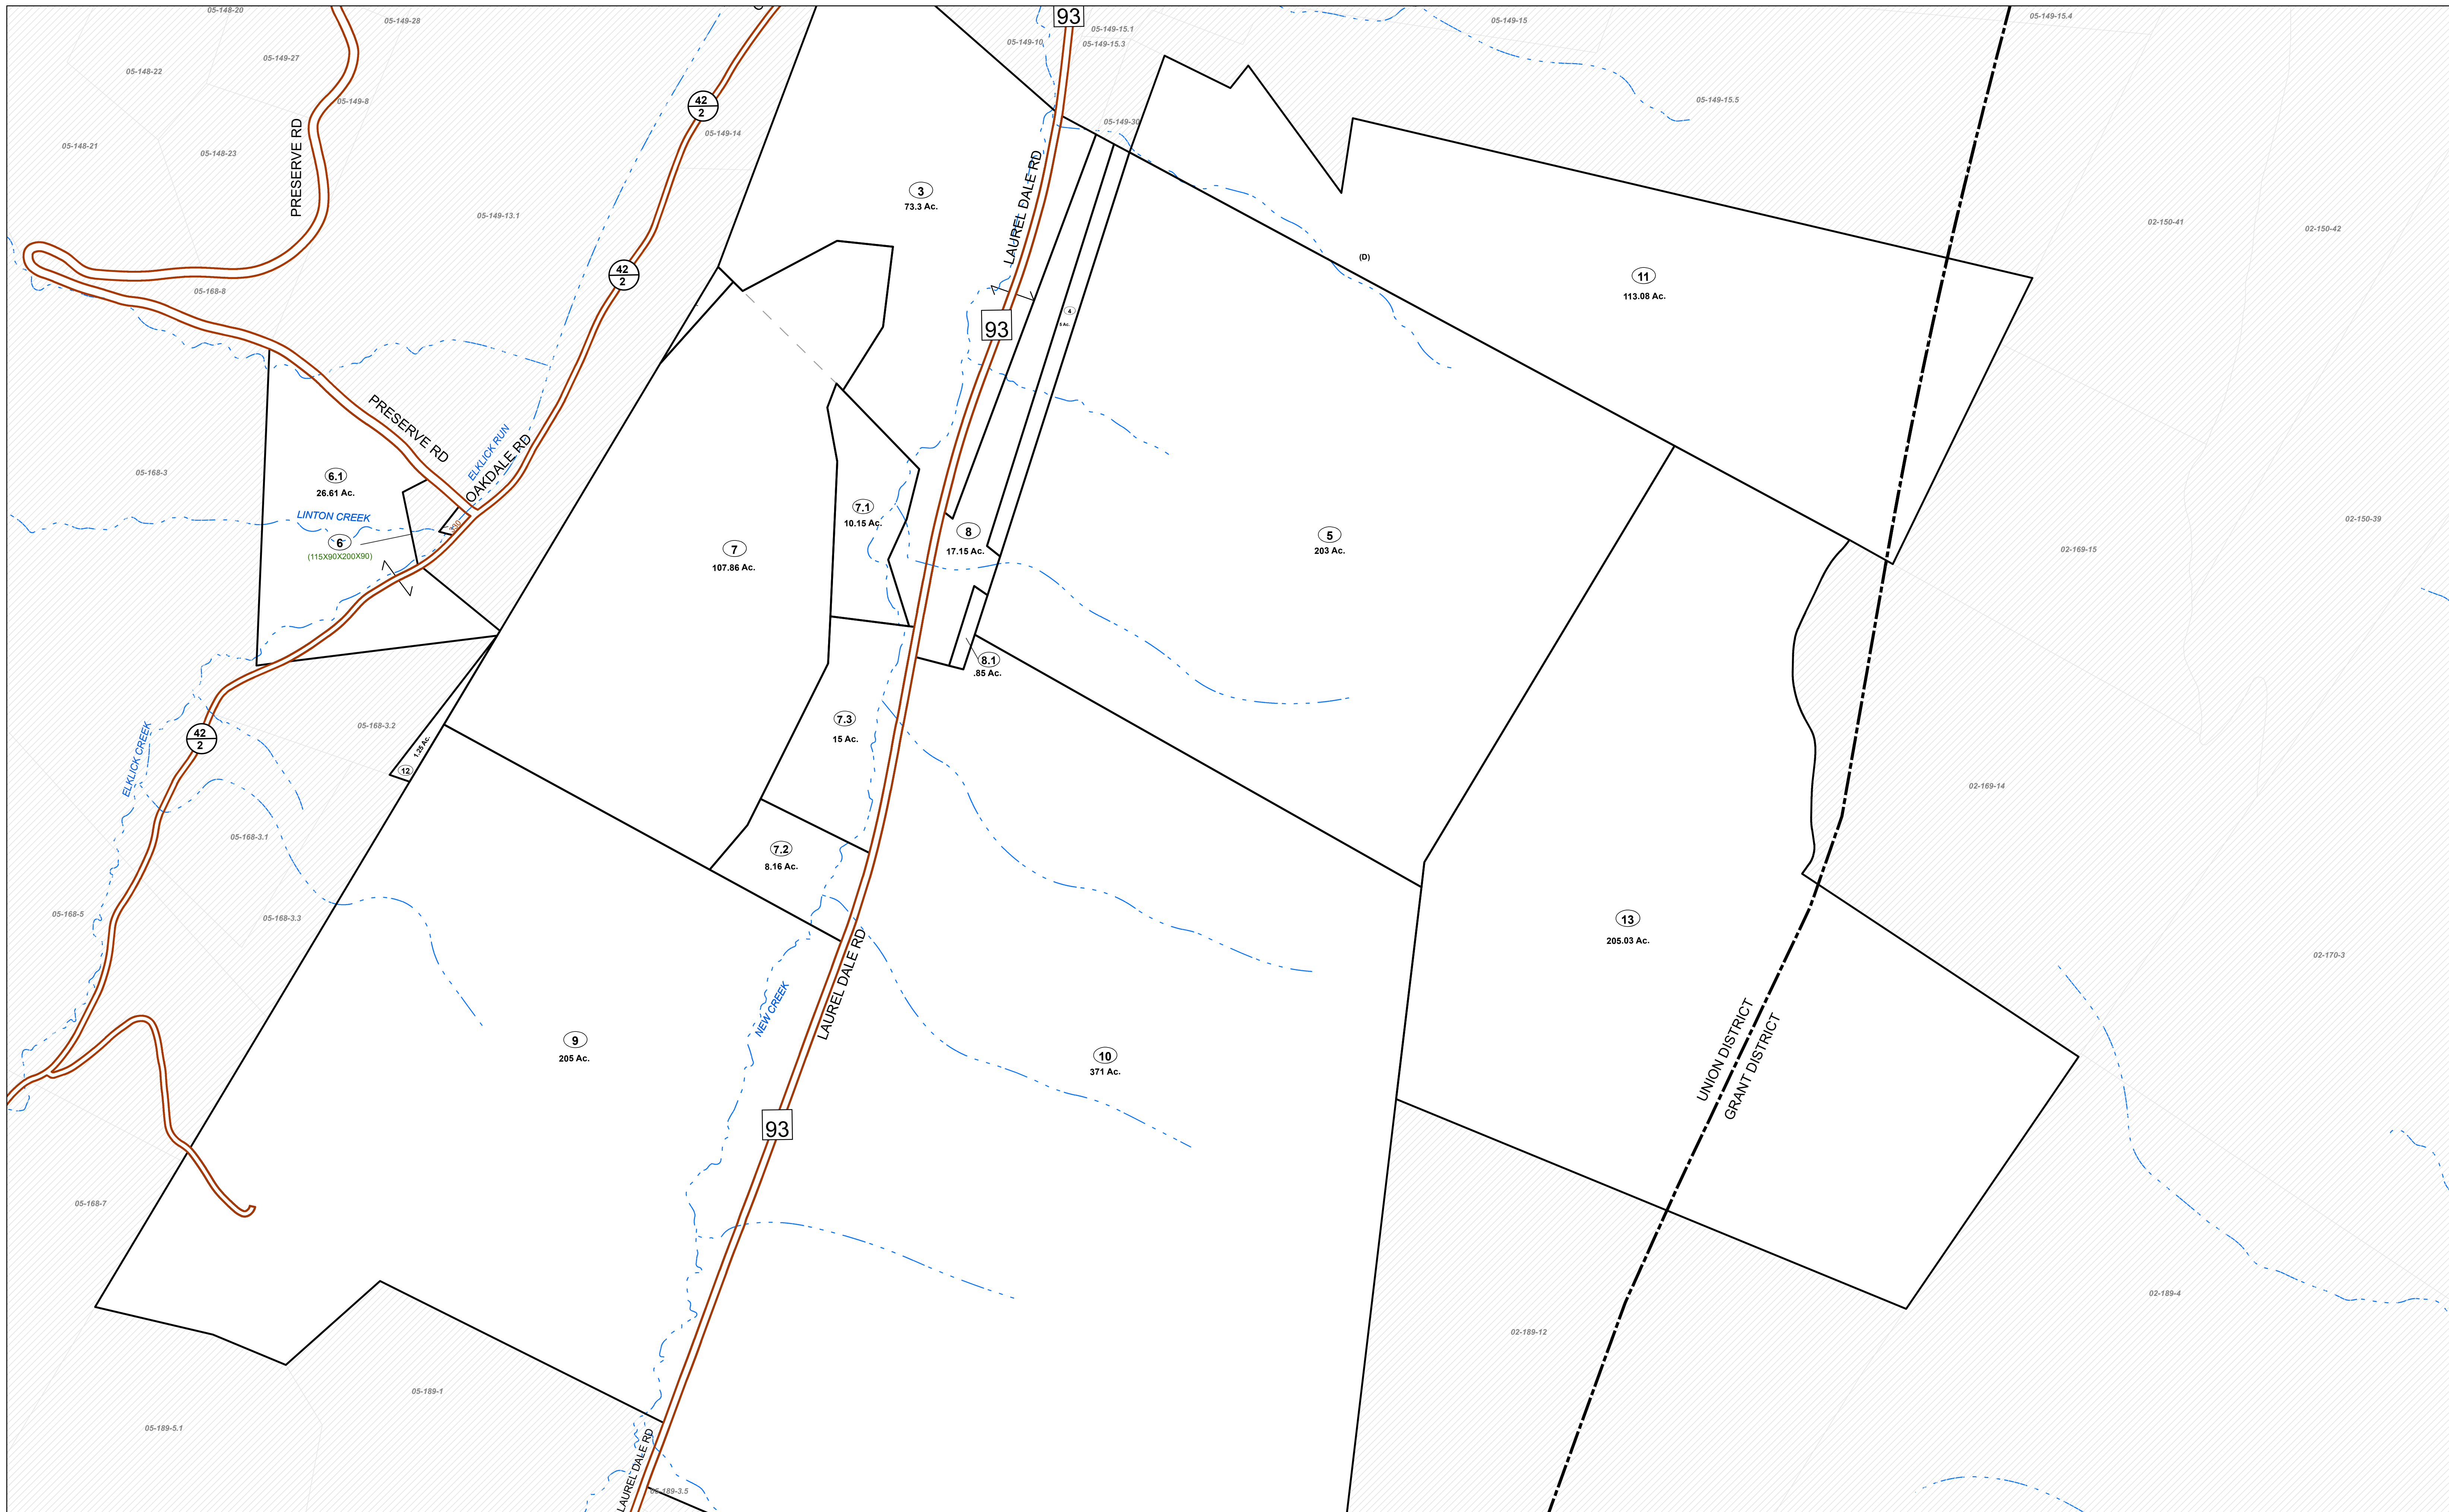 05-148-20
05-149-28
93
05-149-15
05-149-15.4
05-149-15.1
05-149-10
05-149-15.3
05-149-27
05-148-22
05-149-8
42
2
05-149-15.5
05-149-30
05-149-14
PRESERVE RD
05-148-21
05-148-23
3
73.3 Ac.
LAUREL DALE RD
05-149-13.1
02-150-41
02-150-42
(D)
42
2
11
113.08 Ac.
05-168-8
4
93
PRESERVE RD
ELKLICK RUN
OAKDALE RD
05-168-3
6.1
26.61 Ac.
LINTON CREEK
7.1
10.15 Ac.
6
(115X90X200X90)
200
7
107.86 Ac.
8
17.15 Ac.
5
203 Ac.
02-150-39
02-169-15
8.1
.85 Ac.
05-168-3.2
42
2
ELKLICK CREEK
1.25 Ac.
12
7.3
15 Ac.
02-169-14
05-168-3.1
7.2
8.16 Ac.
05-168-5
05-168-3.3
13
205.03 Ac.
02-170-3
LAUREL DALE RD
NEW CREEK
9
205 Ac.
10
371 Ac.
UNION DISTRICT
GRANT DISTRICT
93
05-168-7
02-189-4
02-189-12
05-189-1
05-189-5.1
LAUREL DALE RD
05-189-3.5